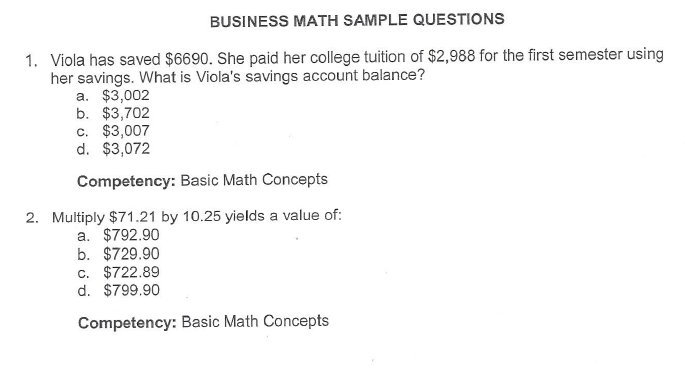 BUSINESS MATH SAMPLE QUESTIONS
1. Viola has saved $6690. She paid her college tuition of $2,988 for the first semester using
her savings. What is Viola's savings account balance?
a. $3,002
b. $3,702
c. $3,007
d. $3,072
Competency: Basic Math Concepts
2. Multiply $71.21 by 10.25 yields a value of:
a. $792.90
b. $729.90
c. $722.89
d. $799.90
Competency: Basic Math Concepts